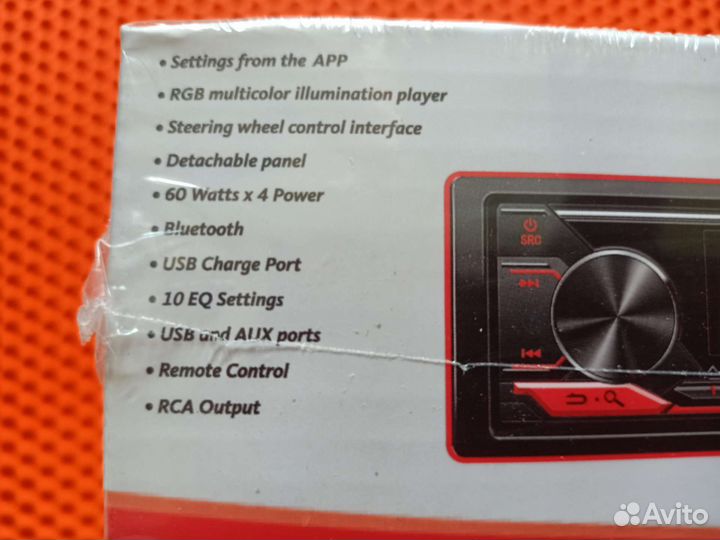 • Settings from the APP
• RGB multicolor illumination player
• Steering wheel control interface
• Detachable panel
• 60 Watts x 4 Power
• Bluetooth
• USB Charge Port
• 10 EQ Settings
• USB and AUX ports
• Remote Control
• RCA Output
SRC
Avito